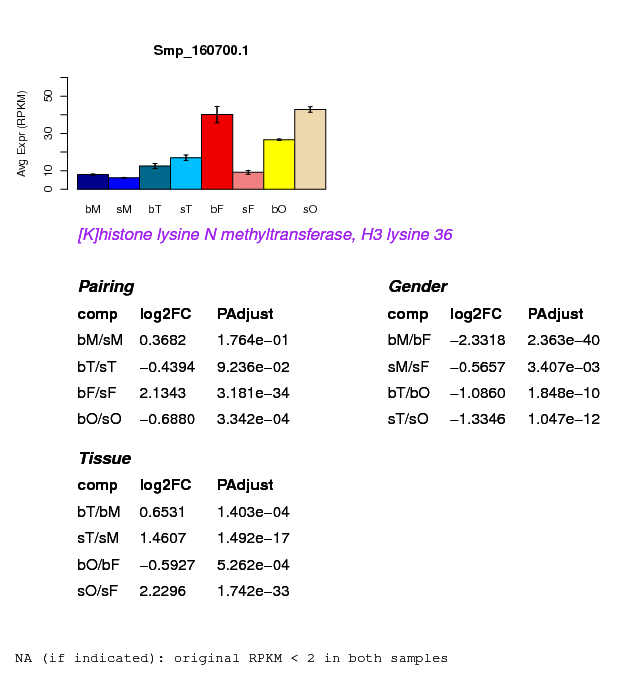 Smp_160700.1
Avg Expr (RPKM)
50
30
10
0
bM sM bT sT bF sF bO sO
[K]histone lysine N methyltransferase, H3 lysine 36
Pairing
comp log2FC PAdjust
bM/sM 0.3682 1.764e−01
bT/sT −0.4394 9.236e−02
bF/sF 2.1343 3.181e−34
bO/sO −0.6880 3.342e−04
Gender
comp log2FC PAdjust
bM/bF −2.3318 2.363e−40
sM/sF −0.5657 3.407e−03
bT/bO −1.0860 1.848e−10
sT/sO −1.3346 1.047e−12
Tissue
comp log2FC PAdjust
bT/bM 0.6531 1.403e−04
sT/sM 1.4607 1.492e−17
bO/bF −0.5927 5.262e−04
sO/sF 2.2296 1.742e−33
NA (if indicated): original RPKM < 2 in both samples